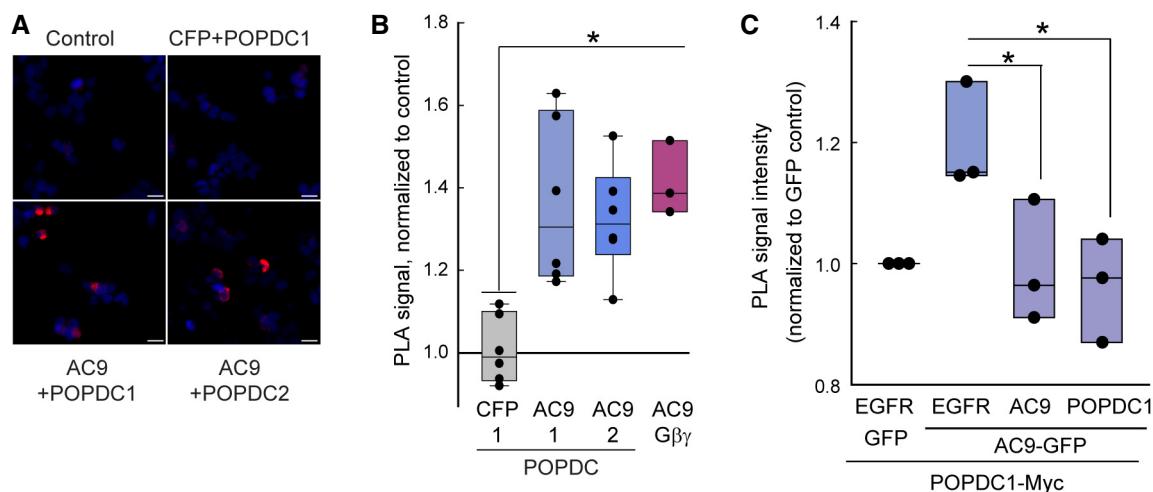 A
Control
CFP+POPDC1
AC9
+POPDC1
AC9
+POPDC2
B
PLA signal, normalized to control
1.8
1.6
1.4
1.2
1.0
*
CFP
1
AC9
1
AC9
2
AC9
Gβγ
POPDC
C
PLA signal intensity
(normalized to GFP control)
1.4
1.2
1.0
0.8
*
*
EGFR
EGFR
AC9
POPDC1
GFP
AC9-GFP
POPDC1-Myc